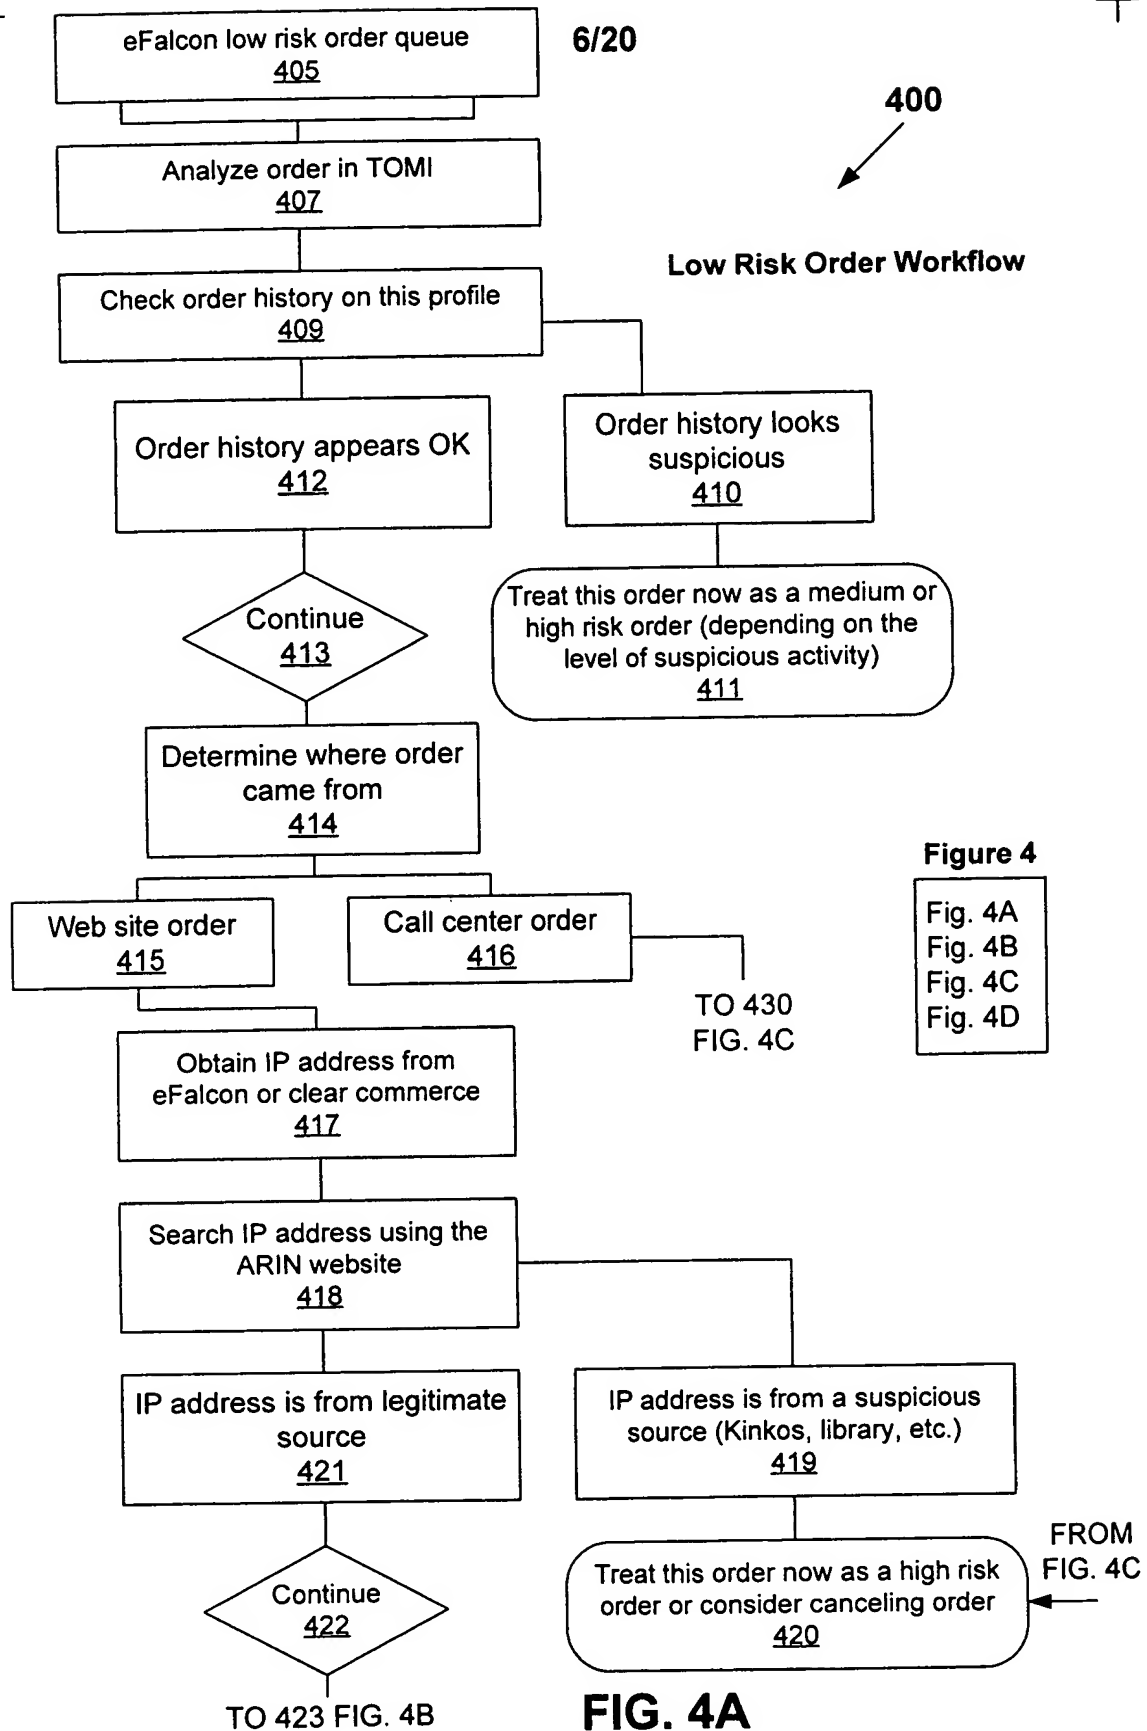 eFalcon low risk order queue
405
6/20
400
Analyze order in TOMI
407
Low Risk Order Workflow
Check order history on this profile
409
Order history appears OK
412
Order history looks
suspicious
410
Treat this order now as a medium or
high risk order (depending on the
level of suspicious activity)
411
Continue
413
Determine where order
came from
414
Figure 4
Fig. 4A
Fig. 4B
Fig. 4C
Fig. 4D
Web site order
415
Call center order
416
TO 430
FIG. 4C
Obtain IP address from
eFalcon or clear commerce
417
Search IP address using the
ARIN website
418
IP address is from legitimate
source
421
IP address is from a suspicious
source (Kinkos, library, etc.)
419
Continue
422
Treat this order now as a high risk
order or consider canceling order
420
FROM
FIG. 4C
TO 423 FIG. 4B
FIG. 4A